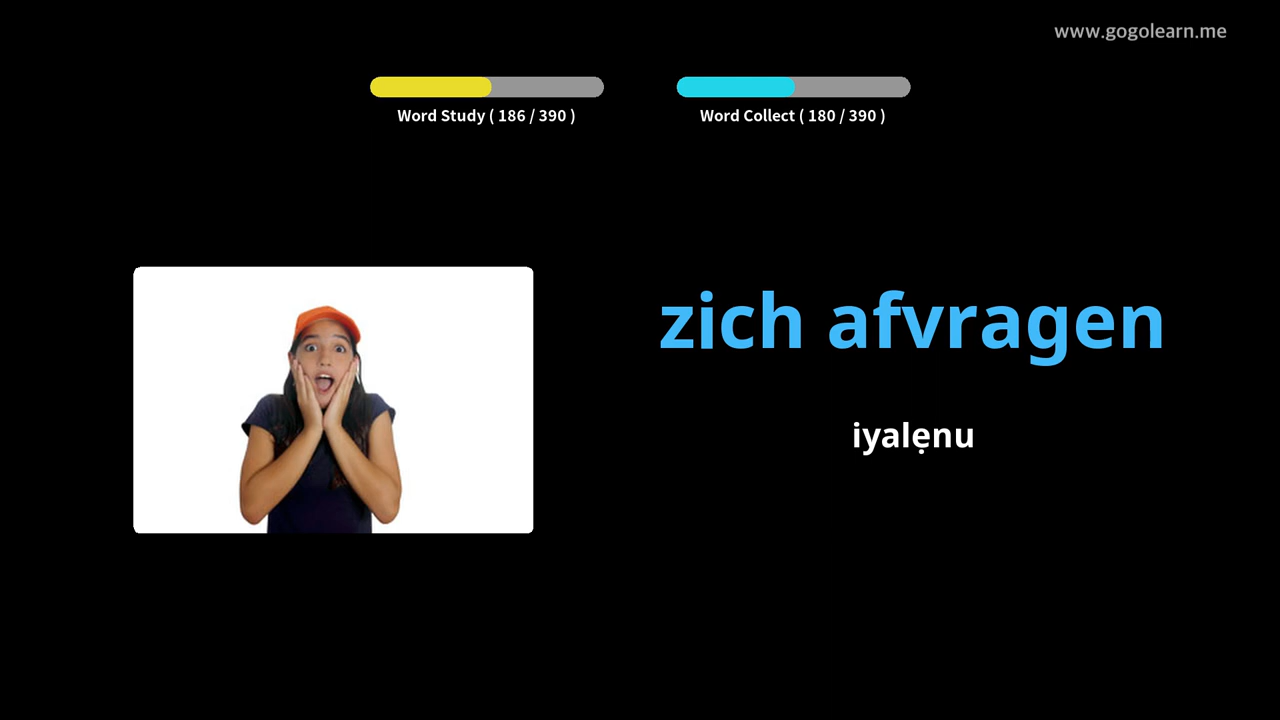 www.gogolearn.me
Word Study ( 186 / 390 )
Word Collect ( 180 / 390 )
zich afvragen
iyalẹnu